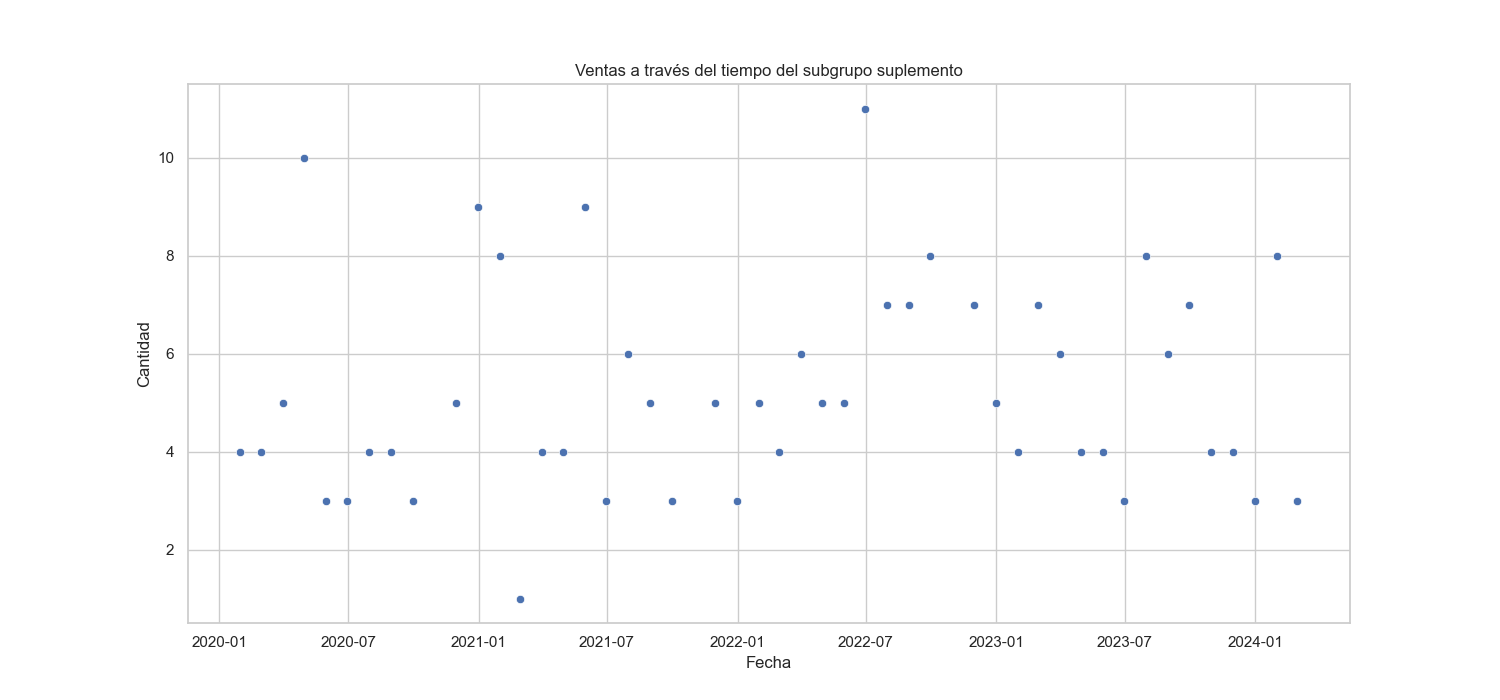 Ventas a través del tiempo del subgrupo suplemento
10
8
6
4
2
Cantidad
2020-01 2020-07 2021-01 2021-07 2022-01 2022-07 2023-01 2023-07 2024-01
Fecha